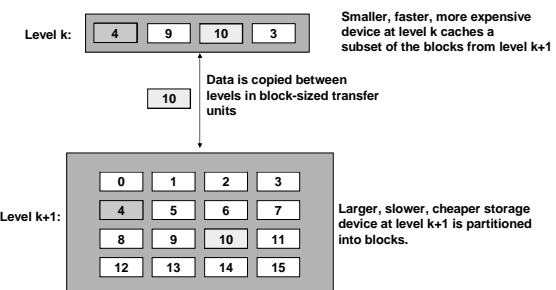 Level k:
4 9 10 3
Smaller, faster, more expensive
device at level k caches a
subset of the blocks from level k+1
10
Data is copied between
levels in block-sized transfer
units
Level k+1:
0 1 2 3
4 5 6 7
8 9 10 11
12 13 14 15
Larger, slower, cheaper storage
device at level k+1 is partitioned
into blocks.